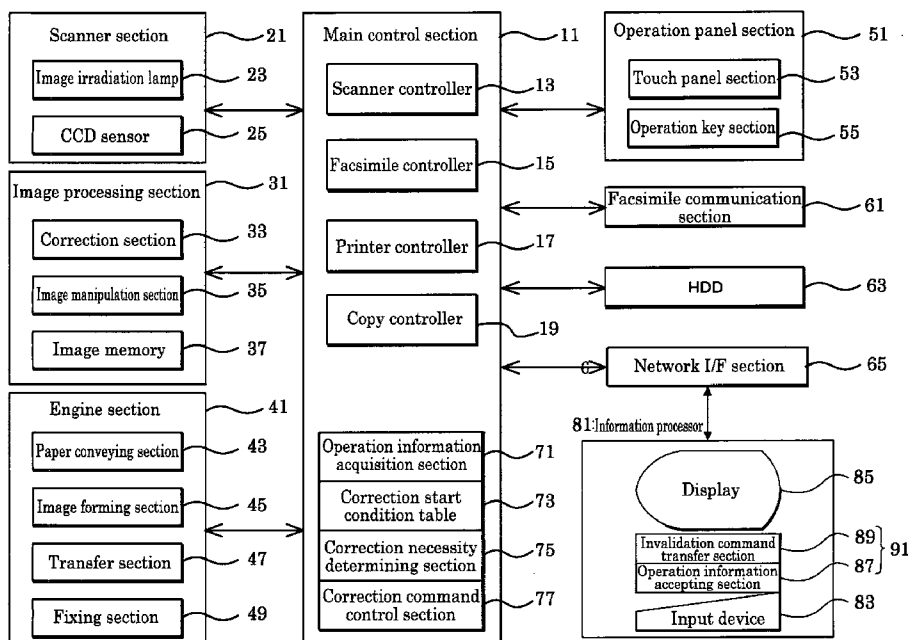 Scanner section
21
Image irradiation lamp
23
CCD sensor
25
Image processing section
31
Correction section
33
Image manipulation section
35
Image memory
37
Engine section
41
Paper conveying section
43
Image forming section
45
Transfer section
47
Fixing section
49
Main control section
11
Scanner controller
13
Facsimile controller
15
Printer controller
17
Copy controller
19
Operation information
acquisition section
71
Correction start
condition table
73
Correction necessity
determining section
75
Correction command
control section
77
Operation panel section
51
Touch panel section
53
Operation key section
55
Facsimile communication
section
61
HDD
63
6
Network I/F section
65
81:Information processor
Display
85
Invalidation command
transfer section
89
Operation information
accepting section
87
91
Input device
83